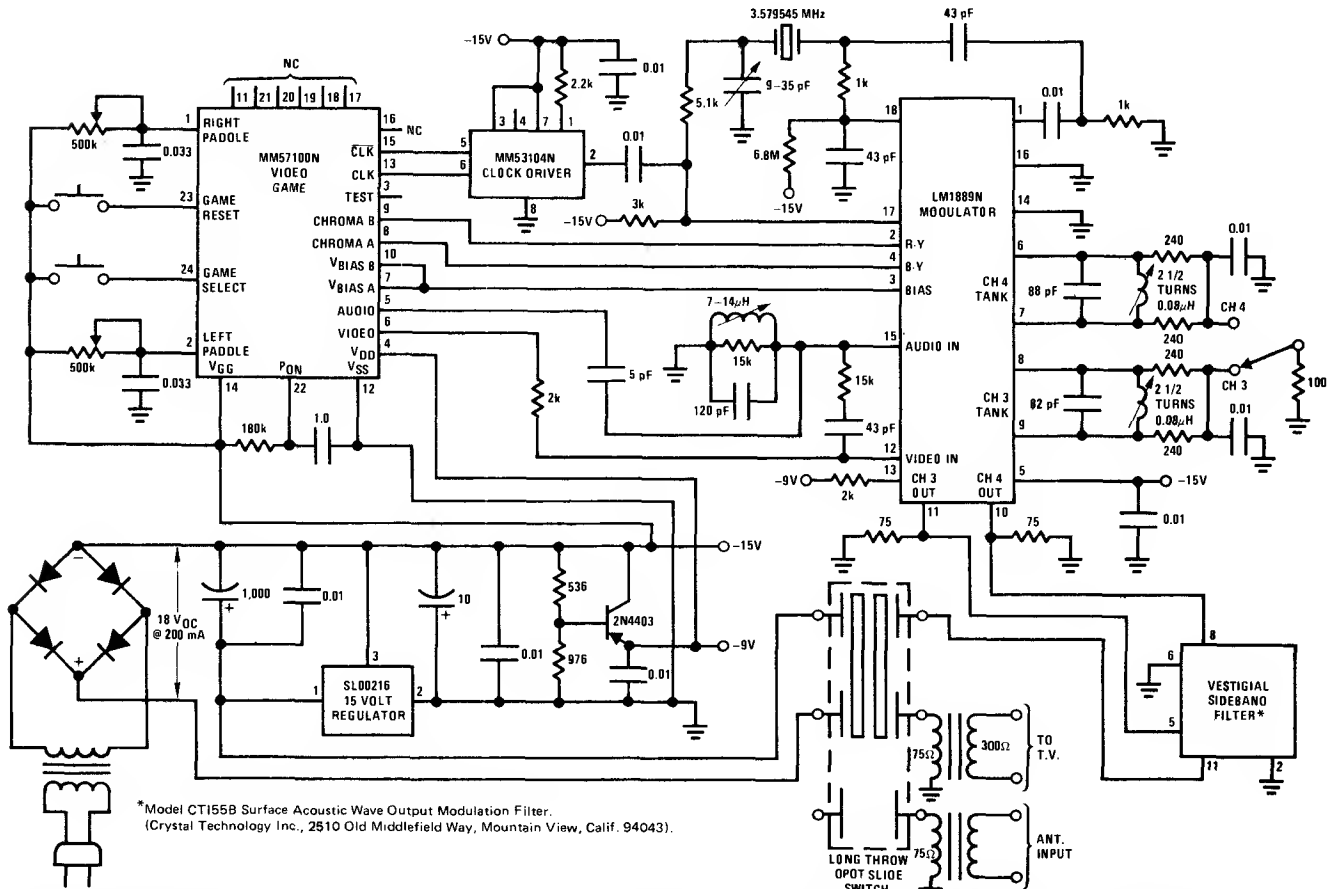 3.579545 MHz
43 pF
-15V
0.01
2.2k
9-35 pF
1k
5.1k
NC
11 21 20 19 18 17
3 4 7 1
1
RIGHT
PADDLE
500k
0.033
16
NC
15
CLK
13
CLK
3
TEST
9
CHROMA B
8
CHROMA A
10
VBIAS B
7
VBIAS A
5
AUDIO
6
VIDEO
4
VDD
MM57100N
VIDEO
GAME
23
GAME
RESET
24
GAME
SELECT
2
LEFT
PADDLE
500k
0.033
VGG
PON
VSS
14
22
12
180k
1.0
5
6
MM53104N
CLOCK DRIVER
2
8
0.01
-15V
3k
6.8M
-15V
43 pF
18
17
2
R-Y
4
B-Y
3
BIAS
15
AUDIO IN
12
VIDEO IN
13
CH 3
OUT
CH 4
OUT
11
10
LM1889N
MODULATOR
1
0.01
1k
16
14
6
CH 4
TANK
7
8
CH 3
TANK
9
5
88 pF
240
2 1/2
TURNS
0.08μH
240
0.01
CH 4
82 pF
240
2 1/2
TURNS
0.08μH
240
0.01
CH 3
100
-15V
0.01
7-14μH
15k
120 pF
5 pF
15k
43 pF
2k
-9V
2k
75
75
-
+
18 VOC
@ 200 mA
1,000
+
0.01
3
1
SL00216
15 VOLT
REGULATOR
2
10
+
0.01
536
976
2N4403
0.01
-15V
-9V
8
6
5
11
2
VESTIGIAL
SIDEBANO
FILTER*
75Ω
300Ω
TO
T.V.
75Ω
ANT.
INPUT
LONG THROW
OPOT SLIOE
SWITCH
*Model CTI55B Surface Acoustic Wave Output Modulation Filter.
(Crystal Technology Inc., 2510 Old Middlefield Way, Mountain View, Calif. 94043).